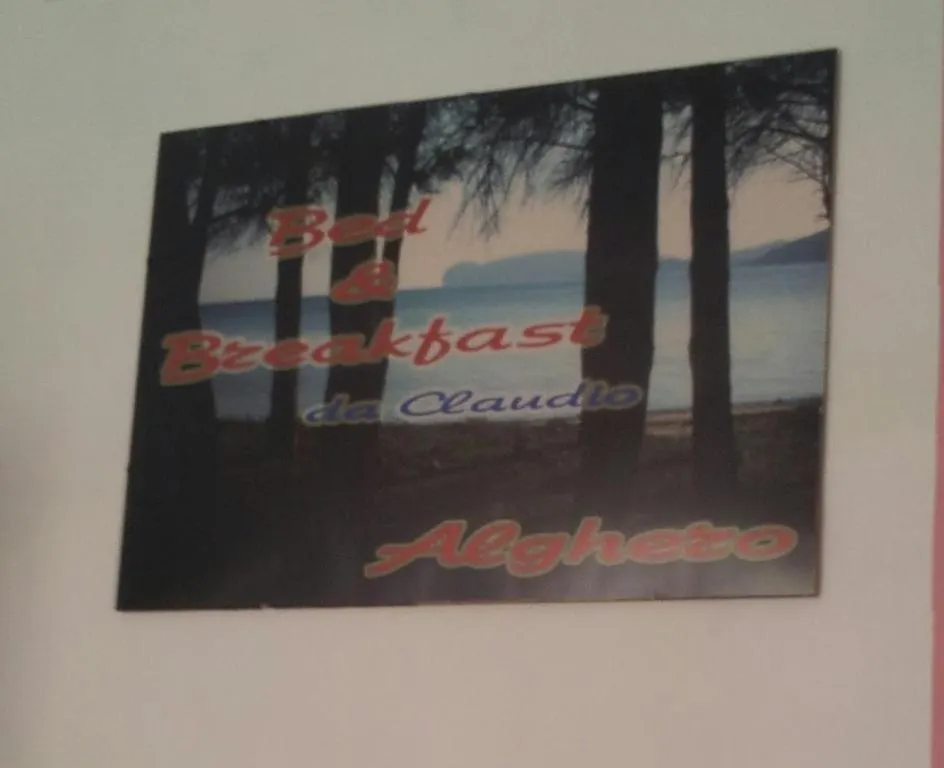 Bed
&
Breakfast
da Claudio
Alghero